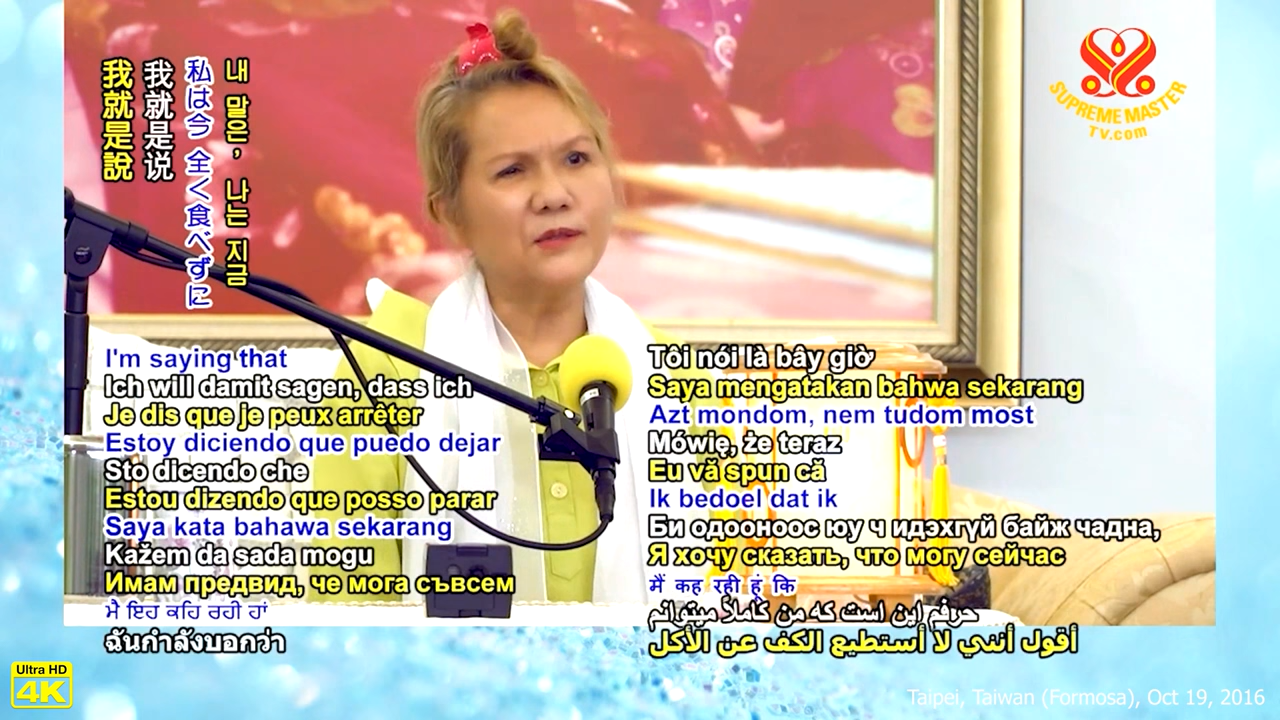 我就是說
我就是说
私は今 全く食べずに
내 말은, 나는 지금
SUPREME MASTER
TV.com
I'm saying that
Ich will damit sagen, dass ich
Je dis que je peux arrêter
Estoy diciendo que puedo dejar
Sto dicendo che
Estou dizendo que posso parar
Saya kata bahawa sekarang
Kažem da sada mogu
Имам предвид, че мога съвсем
ਮੈ ਇਹ ਕਹਿ ਰਹੀ ਹਾਂ
ฉันกำลังบอกว่า
Tôi nói là bây giờ
Saya mengatakan bahwa sekarang
Azt mondom, nem tudom most
Mówię, że teraz
Eu vă spun că
Ik bedoel dat ik
Би одооноос юу ч идэхгүй байж чадна,
Я хочу сказать, что могу сейчас
मैं कह रही हूं कि
حرفم این است که من کاملاً میتوانم
أقول أنني لا أستطيع الكف عن الأكل
Ultra HD
4K
Taipei, Taiwan (Formosa), Oct 19, 2016